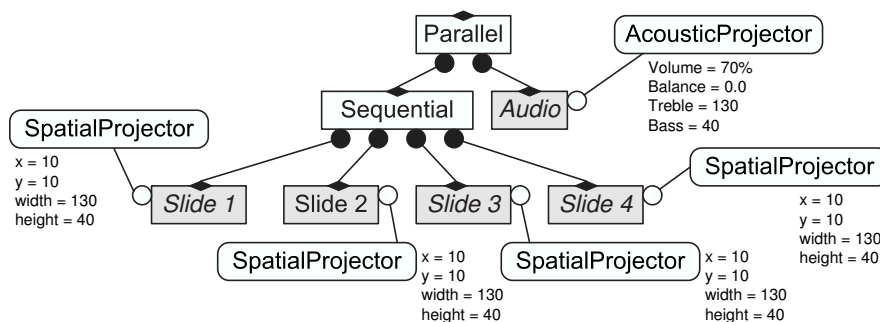 Parallel
AcousticProjector
Volume = 70%
Balance = 0.0
Treble = 130
Bass = 40
Sequential
Audio
SpatialProjector
x = 10
y = 10
width = 130
height = 40
Slide 1
Slide 2
Slide 3
Slide 4
SpatialProjector
x = 10
y = 10
width = 130
height = 40
SpatialProjector
x = 10
y = 10
width = 130
height = 40
SpatialProjector
x = 10
y = 10
width = 130
height = 40